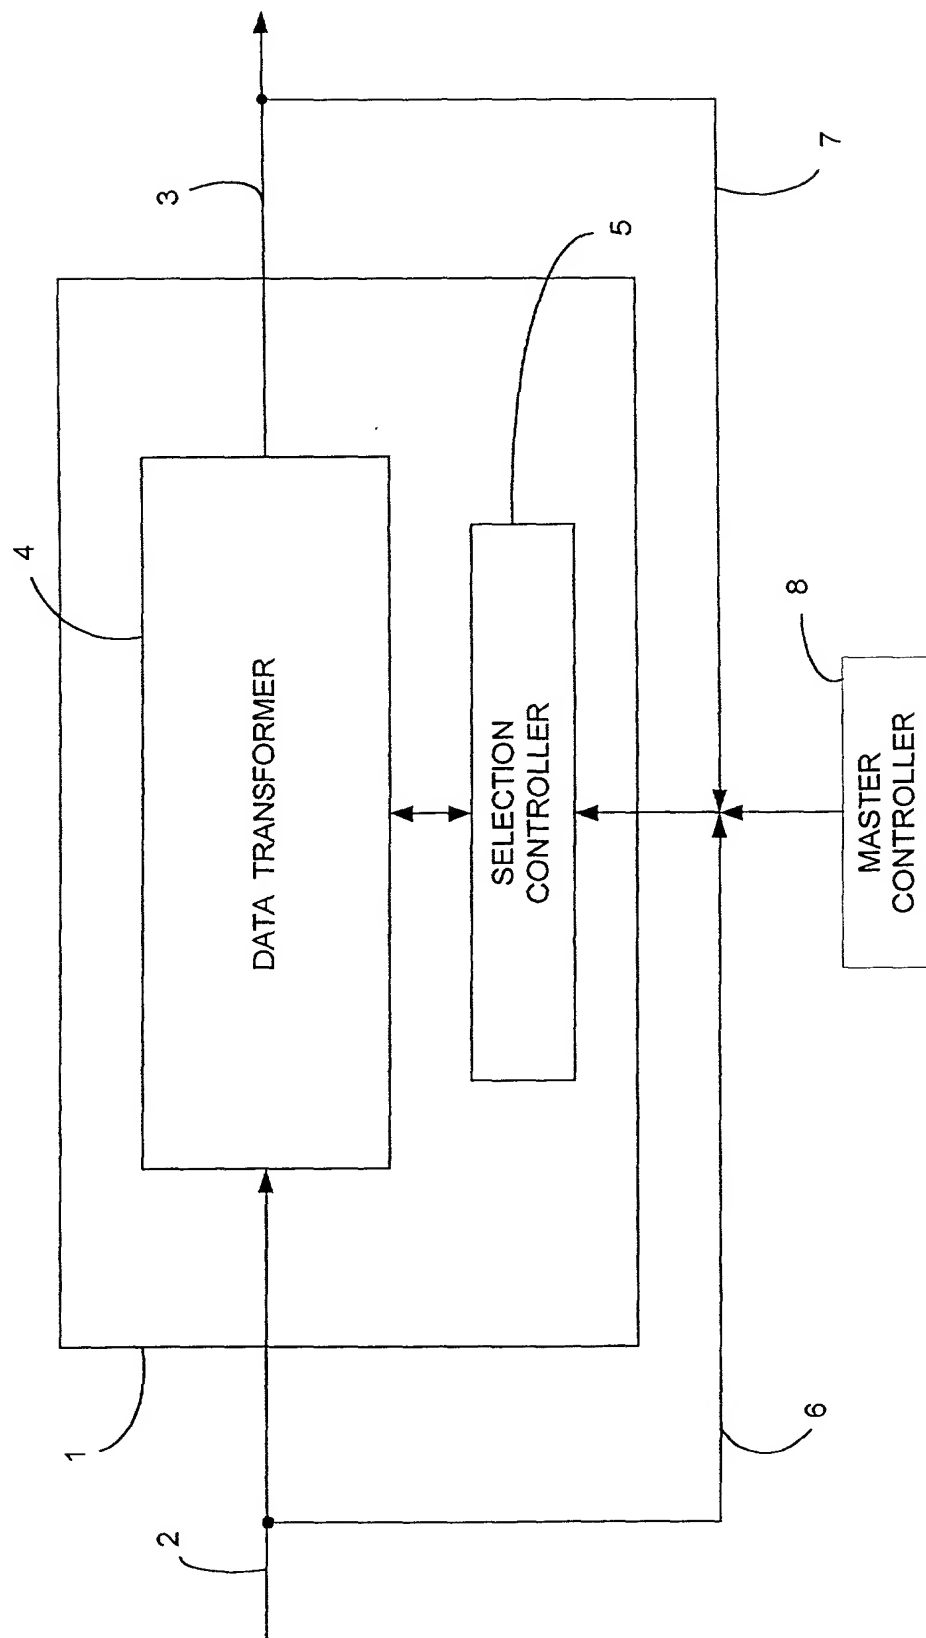 3
7
4
5
DATA TRANSFORMER
SELECTION
CONTROLLER
8
MASTER
CONTROLLER
1
2
6